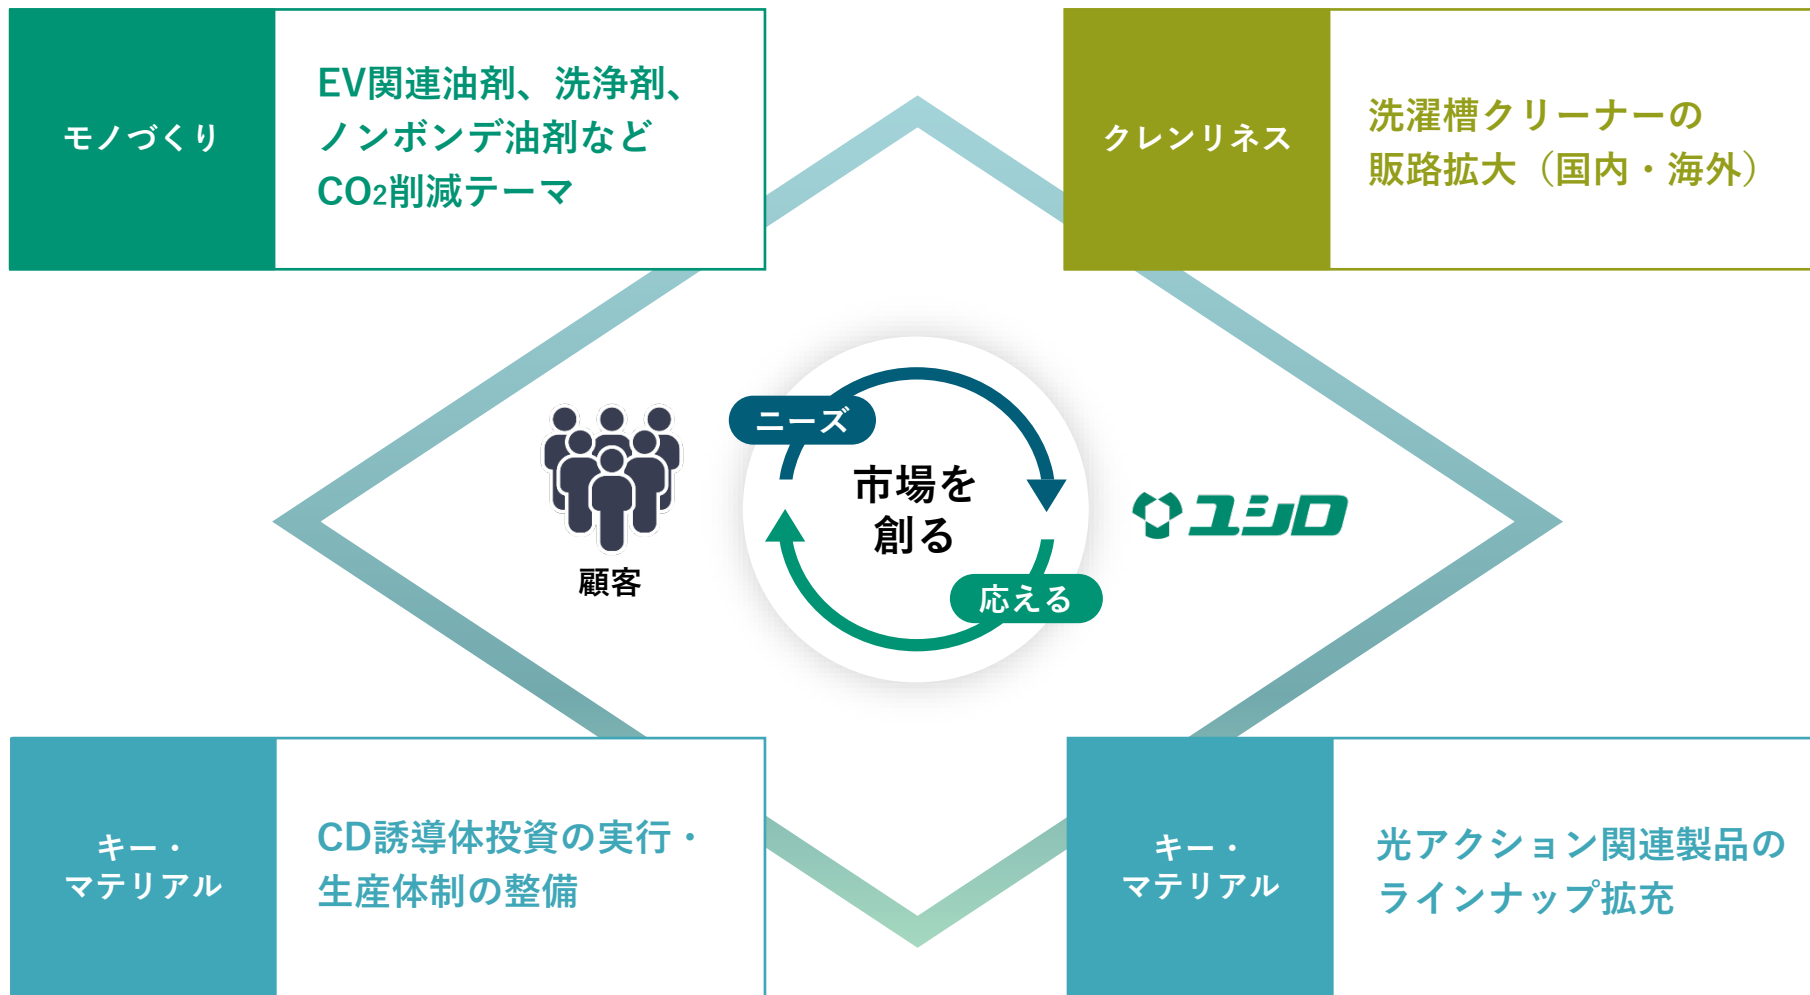 モノづくり
EV関連油剤、洗浄剤、
ノンボンデ油剤など
CO₂削減テーマ
クレンリネス
洗濯槽クリーナーの
販路拡大（国内・海外）
ニーズ
市場を
創る
応える
顧客
ユシロ
キー・
マテリアル
CD誘導体投資の実行・
生産体制の整備
キー・
マテリアル
光アクション関連製品の
ラインナップ拡充